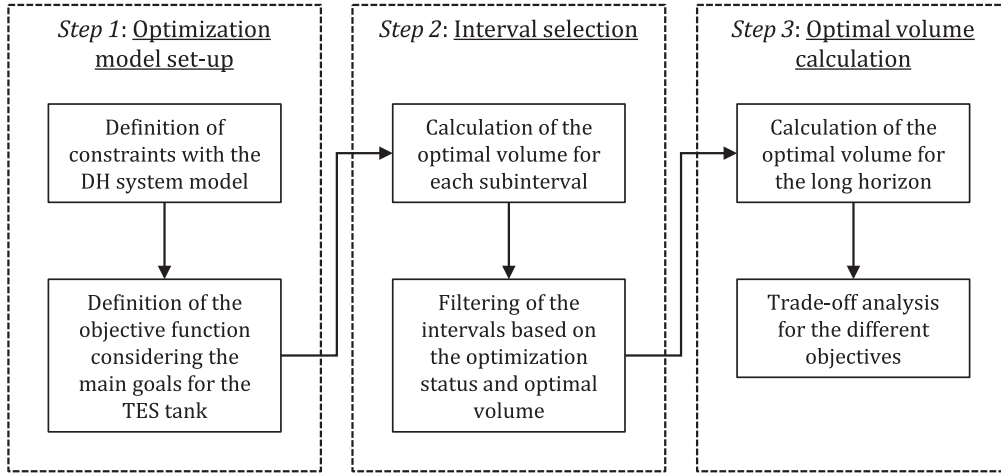 Step 1: Optimization
model set-up
Definition of
constraints with the
DH system model
Definition of the
objective function
considering the
main goals for the
TES tank
Step 2: Interval selection
Calculation of the
optimal volume for
each subinterval
Filtering of the
intervals based on
the optimization
status and optimal
volume
Step 3: Optimal volume
calculation
Calculation of the
optimal volume for
the long horizon
Trade-off analysis
for the different
objectives